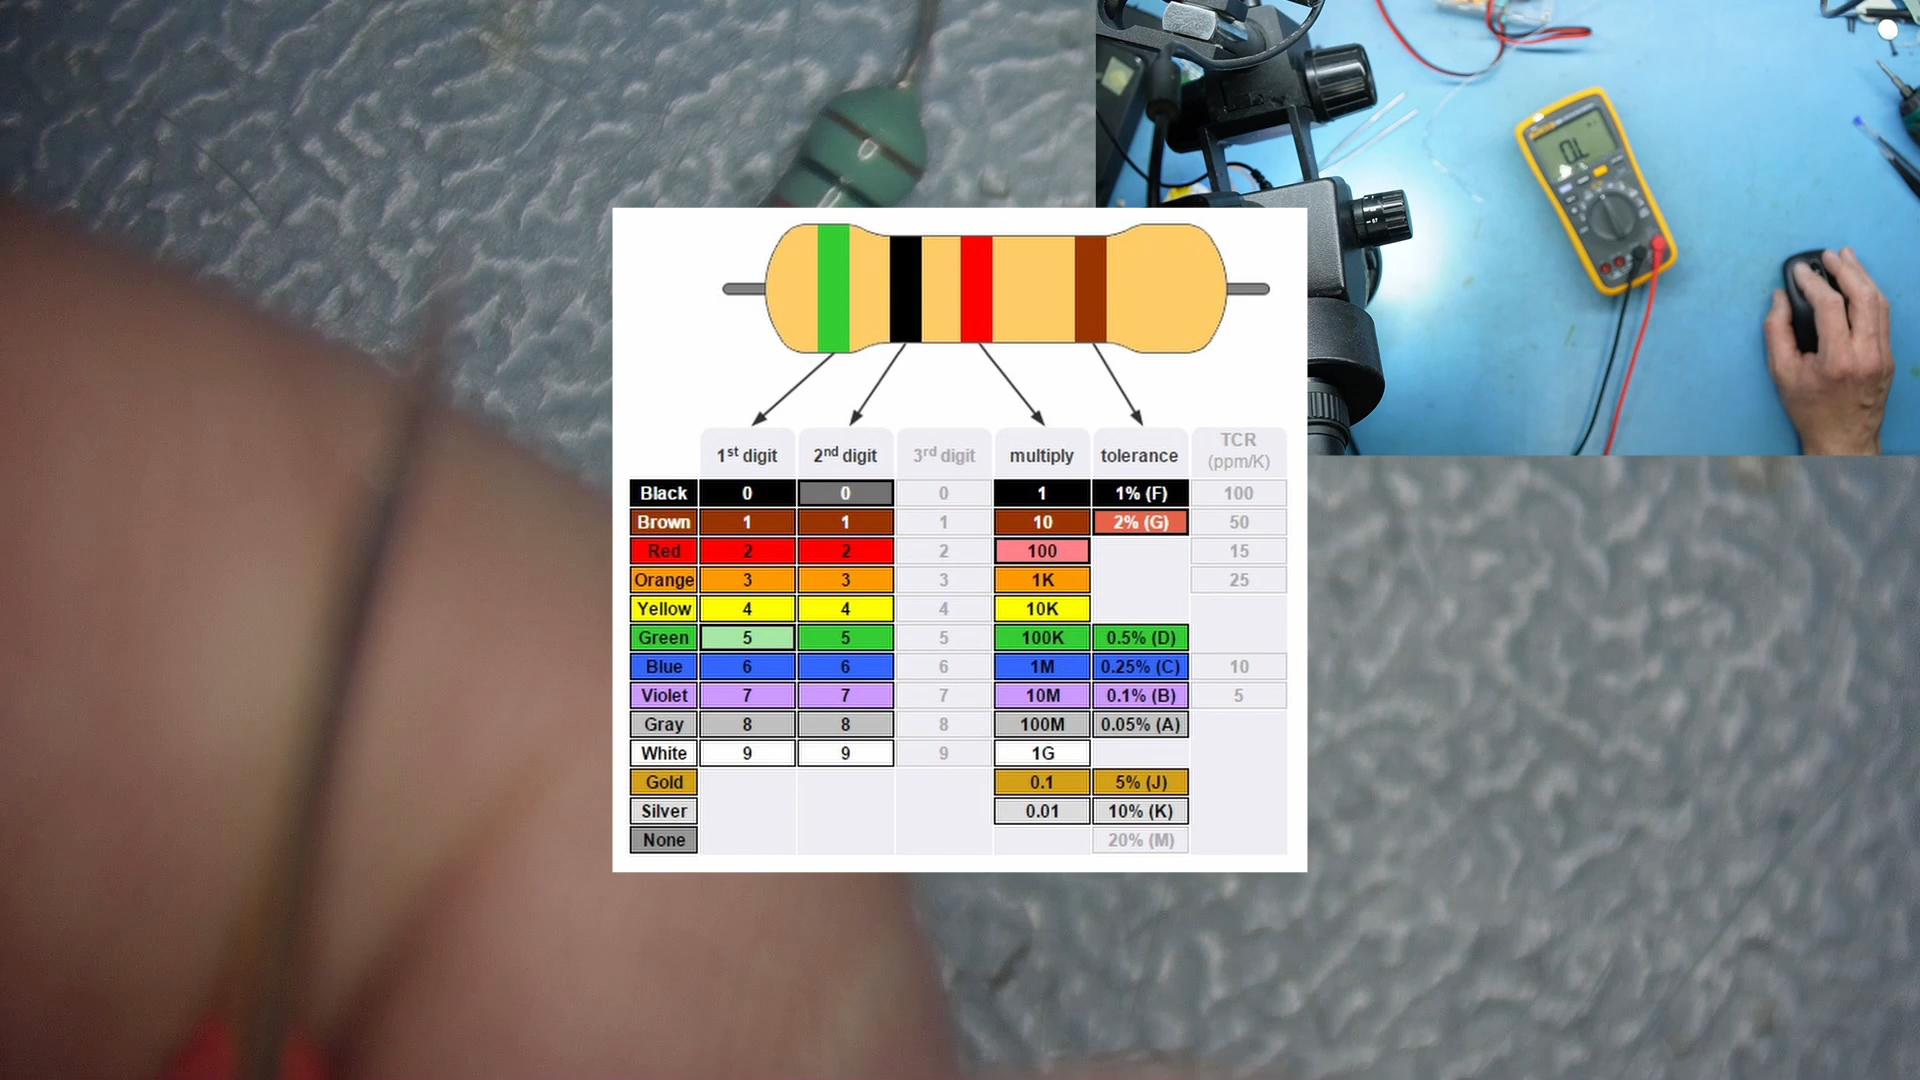 0L
1st digit 2nd digit 3rd digit multiply tolerance TCR (ppm/K)
Black 0 0 0 1 1% (F) 100
Brown 1 1 1 10 2% (G) 50
Red 2 2 2 100 15
Orange 3 3 3 1K 25
Yellow 4 4 4 10K
Green 5 5 5 100K 0.5% (D)
Blue 6 6 6 1M 0.25% (C) 10
Violet 7 7 7 10M 0.1% (B) 5
Gray 8 8 8 100M 0.05% (A)
White 9 9 9 1G
Gold 0.1 5% (J)
Silver 0.01 10% (K)
None 20% (M)